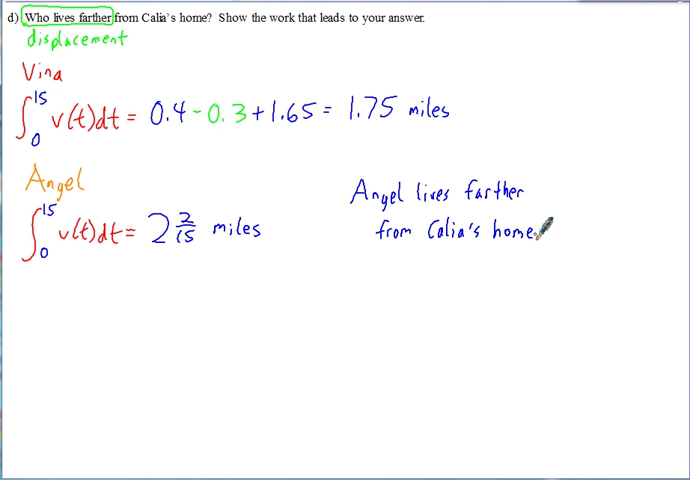 d) Who lives farther from Calia's home? Show the work that leads to your answer.
displacement
Vina
∫₀¹⁵ v(t)dt = 0.4 - 0.3 + 1.65 = 1.75 miles
Angel
∫₀¹⁵ v(t)dt = 2 2/15 miles
Angel lives farther
from Calia's home.